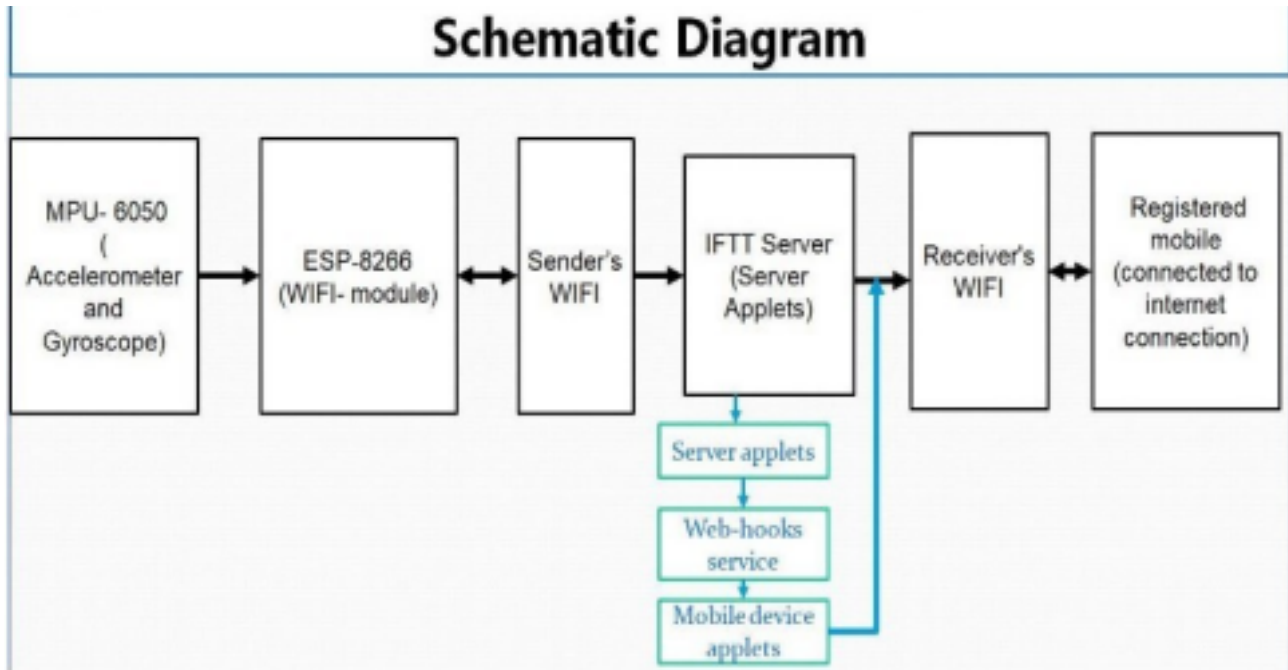 Schematic Diagram
MPU- 6050
(
Accelerometer
and
Gyroscope)
ESP-8266
(WIFI- module)
Sender's
WIFI
IFTT Server
(Server
Applets)
Receiver's
WIFI
Registered
mobile
(connected to
internet
connection)
Server applets
Web-hooks
service
Mobile device
applets